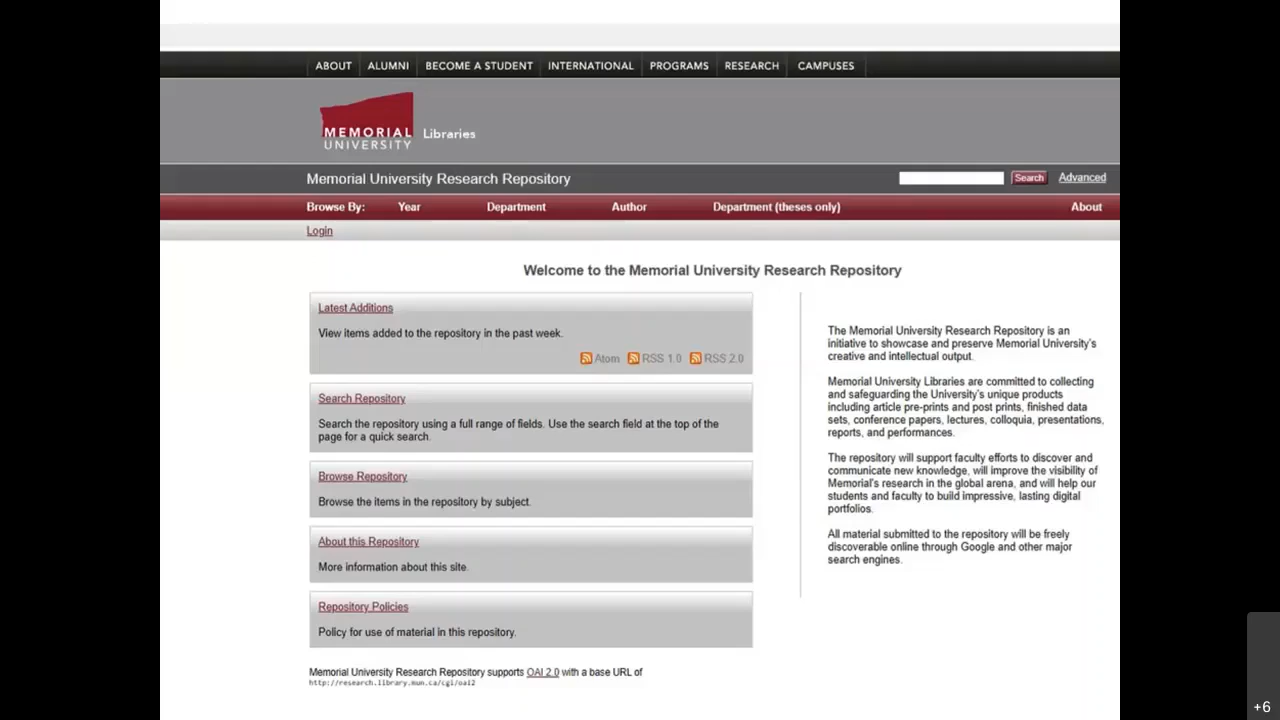 ABOUT ALUMNI BECOME A STUDENT INTERNATIONAL PROGRAMS RESEARCH CAMPUSES
MEMORIAL
UNIVERSITY
Libraries
Memorial University Research Repository
Search Advanced
Browse By: Year Department Author Department (theses only) About
Login
Welcome to the Memorial University Research Repository
Latest Additions
View items added to the repository in the past week.
Atom RSS 1.0 RSS 2.0
Search Repository
Search the repository using a full range of fields. Use the search field at the top of the
page for a quick search.
Browse Repository
Browse the items in the repository by subject.
About this Repository
More information about this site.
Repository Policies
Policy for use of material in this repository.
The Memorial University Research Repository is an
initiative to showcase and preserve Memorial University's
creative and intellectual output.
Memorial University Libraries are committed to collecting
and safeguarding the University's unique products
including article pre-prints and post prints, finished data
sets, conference papers, lectures, colloquia, presentations,
reports, and performances.
The repository will support faculty efforts to discover and
communicate new knowledge, will improve the visibility of
Memorial's research in the global arena, and will help our
students and faculty to build impressive, lasting digital
portfolios.
All material submitted to the repository will be freely
discoverable online through Google and other major
search engines.
Memorial University Research Repository supports OAI 2.0 with a base URL of
http://research.library.mun.ca/cgi/oai2
+6